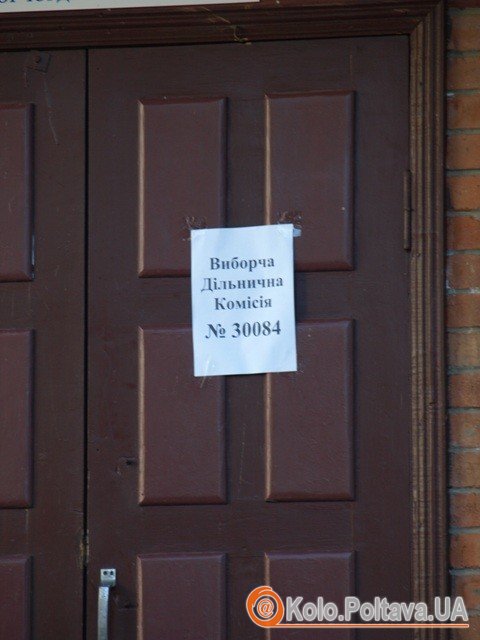 Виборча
Дільнична
Комісія
№ 30084
@Kolo.Poltava.UA